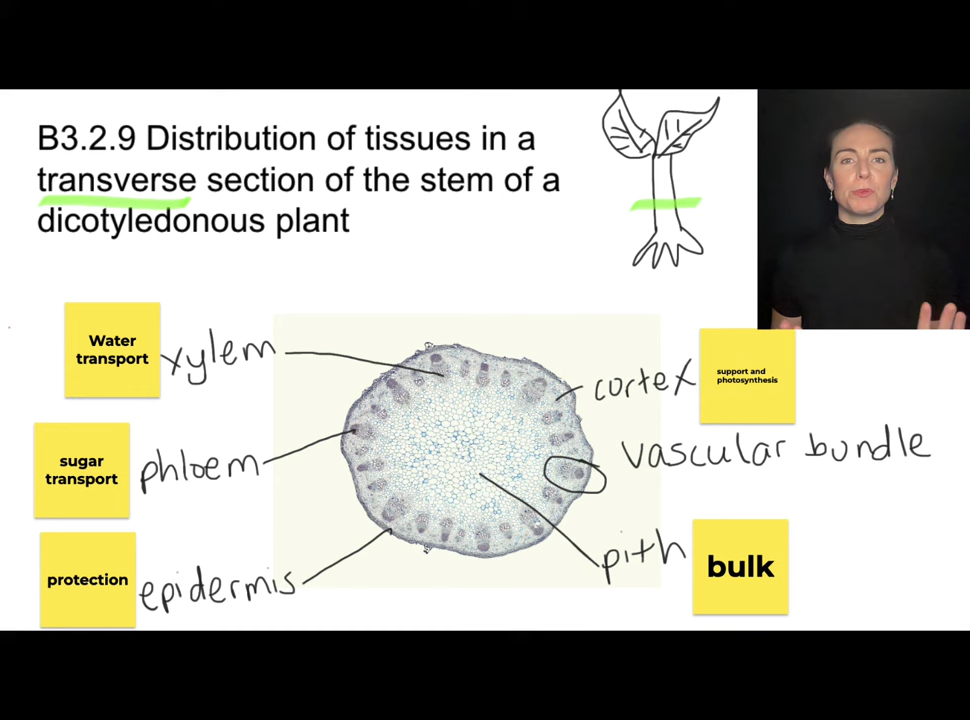 B3.2.9 Distribution of tissues in a
transverse section of the stem of a
dicotyledonous plant
Water
transport
xylem
sugar
transport
phloem
protection
epidermis
cortex
support and
photosynthesis
vascular bundle
pith
bulk